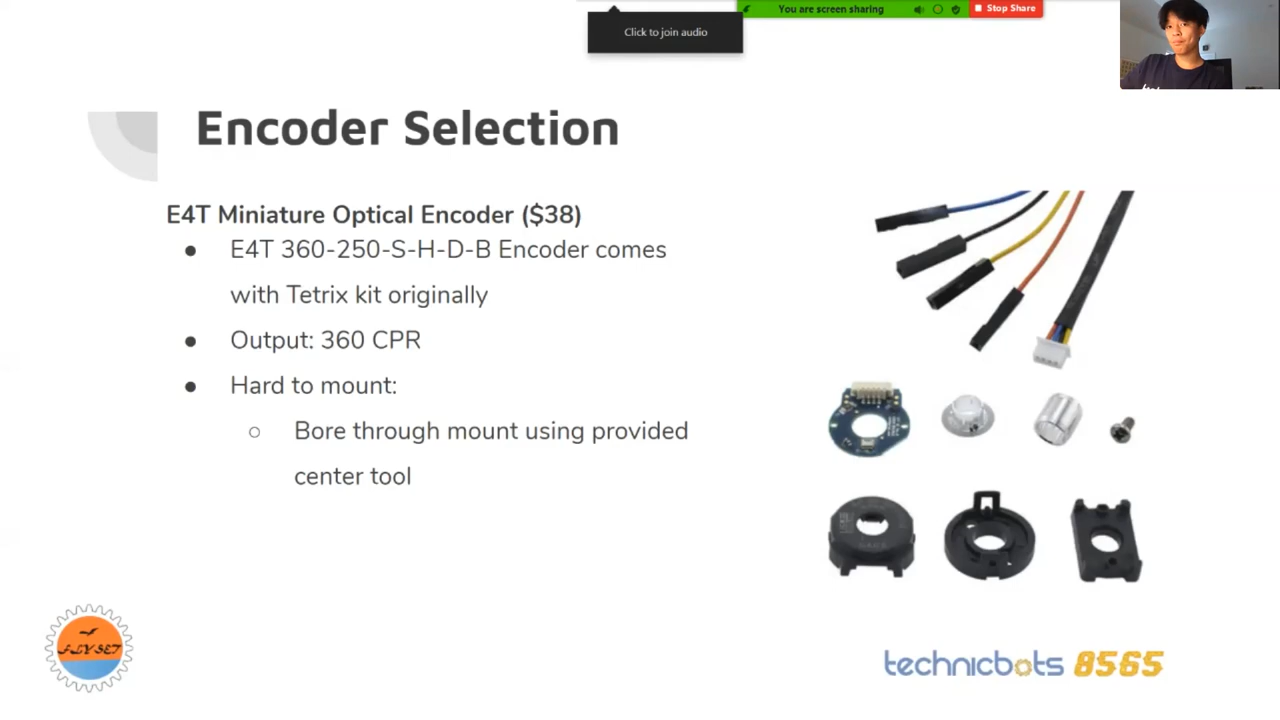 You are screen sharing
Stop Share
Click to join audio
Encoder Selection
E4T Miniature Optical Encoder ($38)
● E4T 360-250-S-H-D-B Encoder comes
with Tetrix kit originally
● Output: 360 CPR
● Hard to mount:
○ Bore through mount using provided
center tool
FLY SET
technicbots 8565